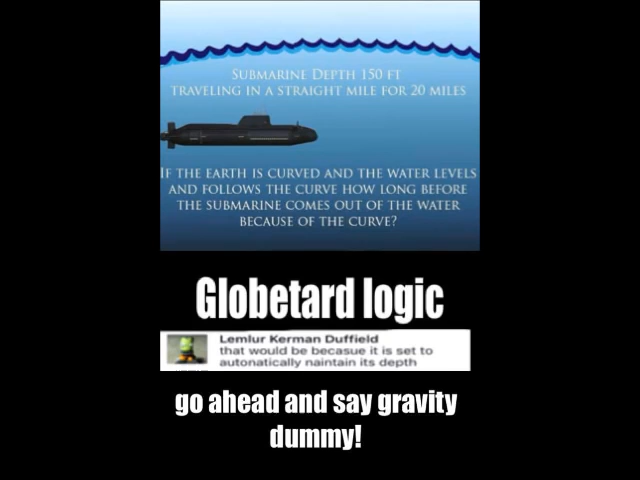 Submarine Depth 150 ft
traveling in a straight mile for 20 miles
If the earth is curved and the water levels
and follows the curve how long before
the submarine comes out of the water
because of the curve?
Globetard logic
Lemlur Kerman Duffield
that would be becasue it is set to
automatically naintain its depth
go ahead and say gravity
dummy!